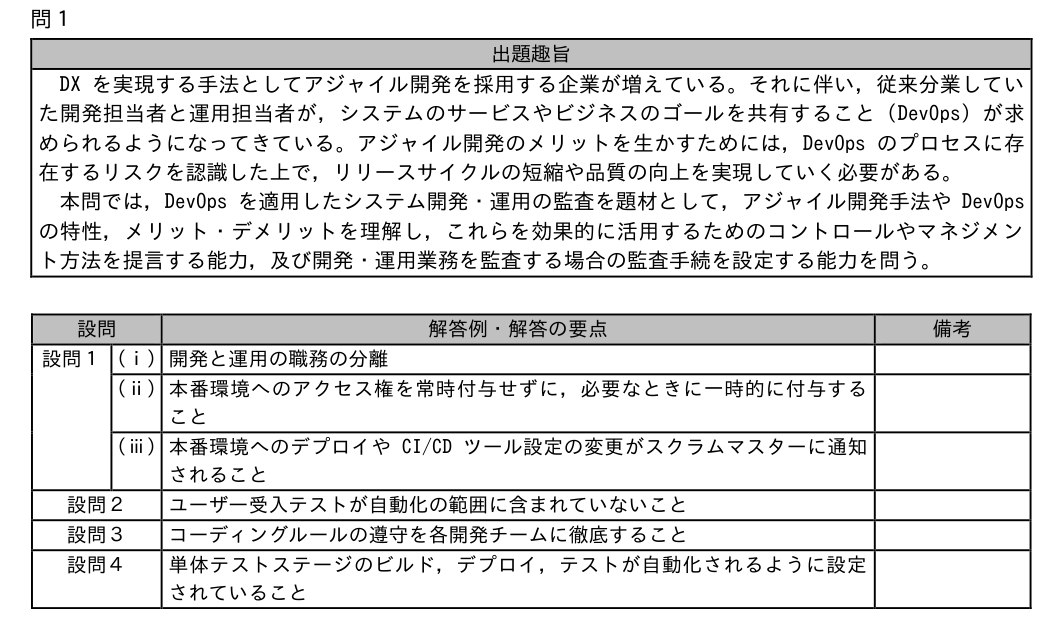 問1
出題趣旨
DX を実現する手法としてアジャイル開発を採用する企業が増えている。それに伴い，従来分業してい
た開発担当者と運用担当者が，システムのサービスやビジネスのゴールを共有すること（DevOps）が求
められるようになってきている。アジャイル開発のメリットを生かすためには，DevOps のプロセスに存
在するリスクを認識した上で，リリースサイクルの短縮や品質の向上を実現していく必要がある。
本問では，DevOps を適用したシステム開発・運用の監査を題材として，アジャイル開発手法や DevOps
の特性，メリット・デメリットを理解し，これらを効果的に活用するためのコントロールやマネジメン
ト方法を提言する能力，及び開発・運用業務を監査する場合の監査手続を設定する能力を問う。
設問 解答例・解答の要点 備考
設問1 （ⅰ） 開発と運用の職務の分離
（ⅱ） 本番環境へのアクセス権を常時付与せずに，必要なときに一時的に付与する
こと
（ⅲ） 本番環境へのデプロイや CI/CD ツール設定の変更がスクラムマスターに通知
されること
設問2 ユーザー受入テストが自動化の範囲に含まれていないこと
設問3 コーディングルールの遵守を各開発チームに徹底すること
設問4 単体テストステージのビルド，デプロイ，テストが自動化されるように設定
されていること